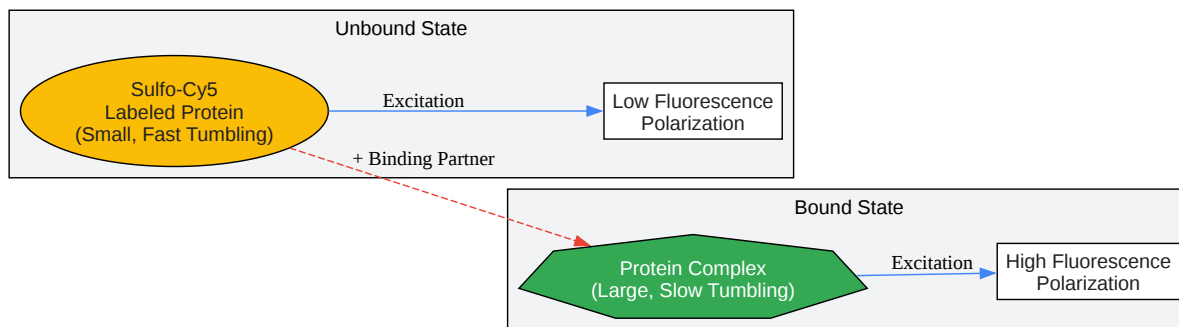 Unbound State
Sulfo-Cy5
Labeled Protein
(Small, Fast Tumbling)
Excitation
Low Fluorescence
Polarization
+ Binding Partner
Bound State
Protein Complex
(Large, Slow Tumbling)
Excitation
High Fluorescence
Polarization